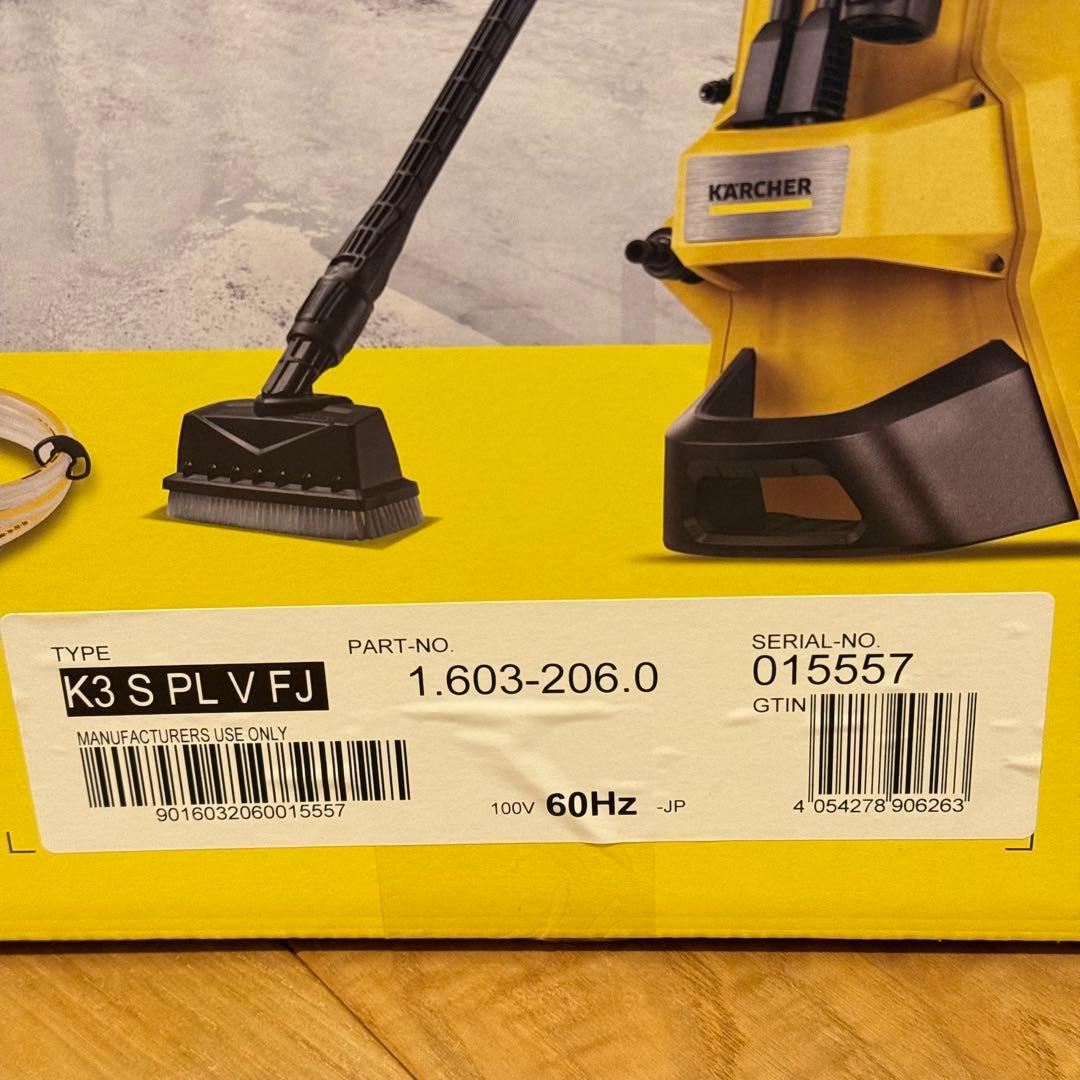 KÄRCHER
TYPE
K3 S PL V FJ
PART-NO.
1.603-206.0
SERIAL-NO.
015557
GTIN
MANUFACTURERS USE ONLY
9016032060015557
100V 60Hz -JP
4 054278 906263